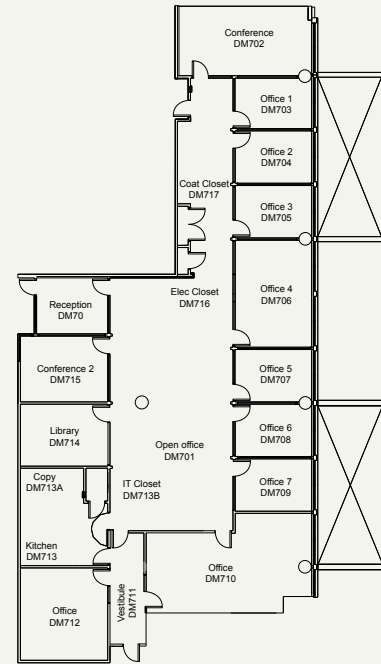 Conference
DM702
Office 1
DM703
Office 2
DM704
Coat Closet
DM717
Office 3
DM705
Elec Closet
DM716
Office 4
DM706
Reception
DM70
Conference 2
DM715
Office 5
DM707
Library
DM714
Open office
DM701
Office 6
DM708
Copy
DM713A
IT Closet
DM713B
Office 7
DM709
Kitchen
DM713
Office
DM710
Vestibule
DM711
Office
DM712